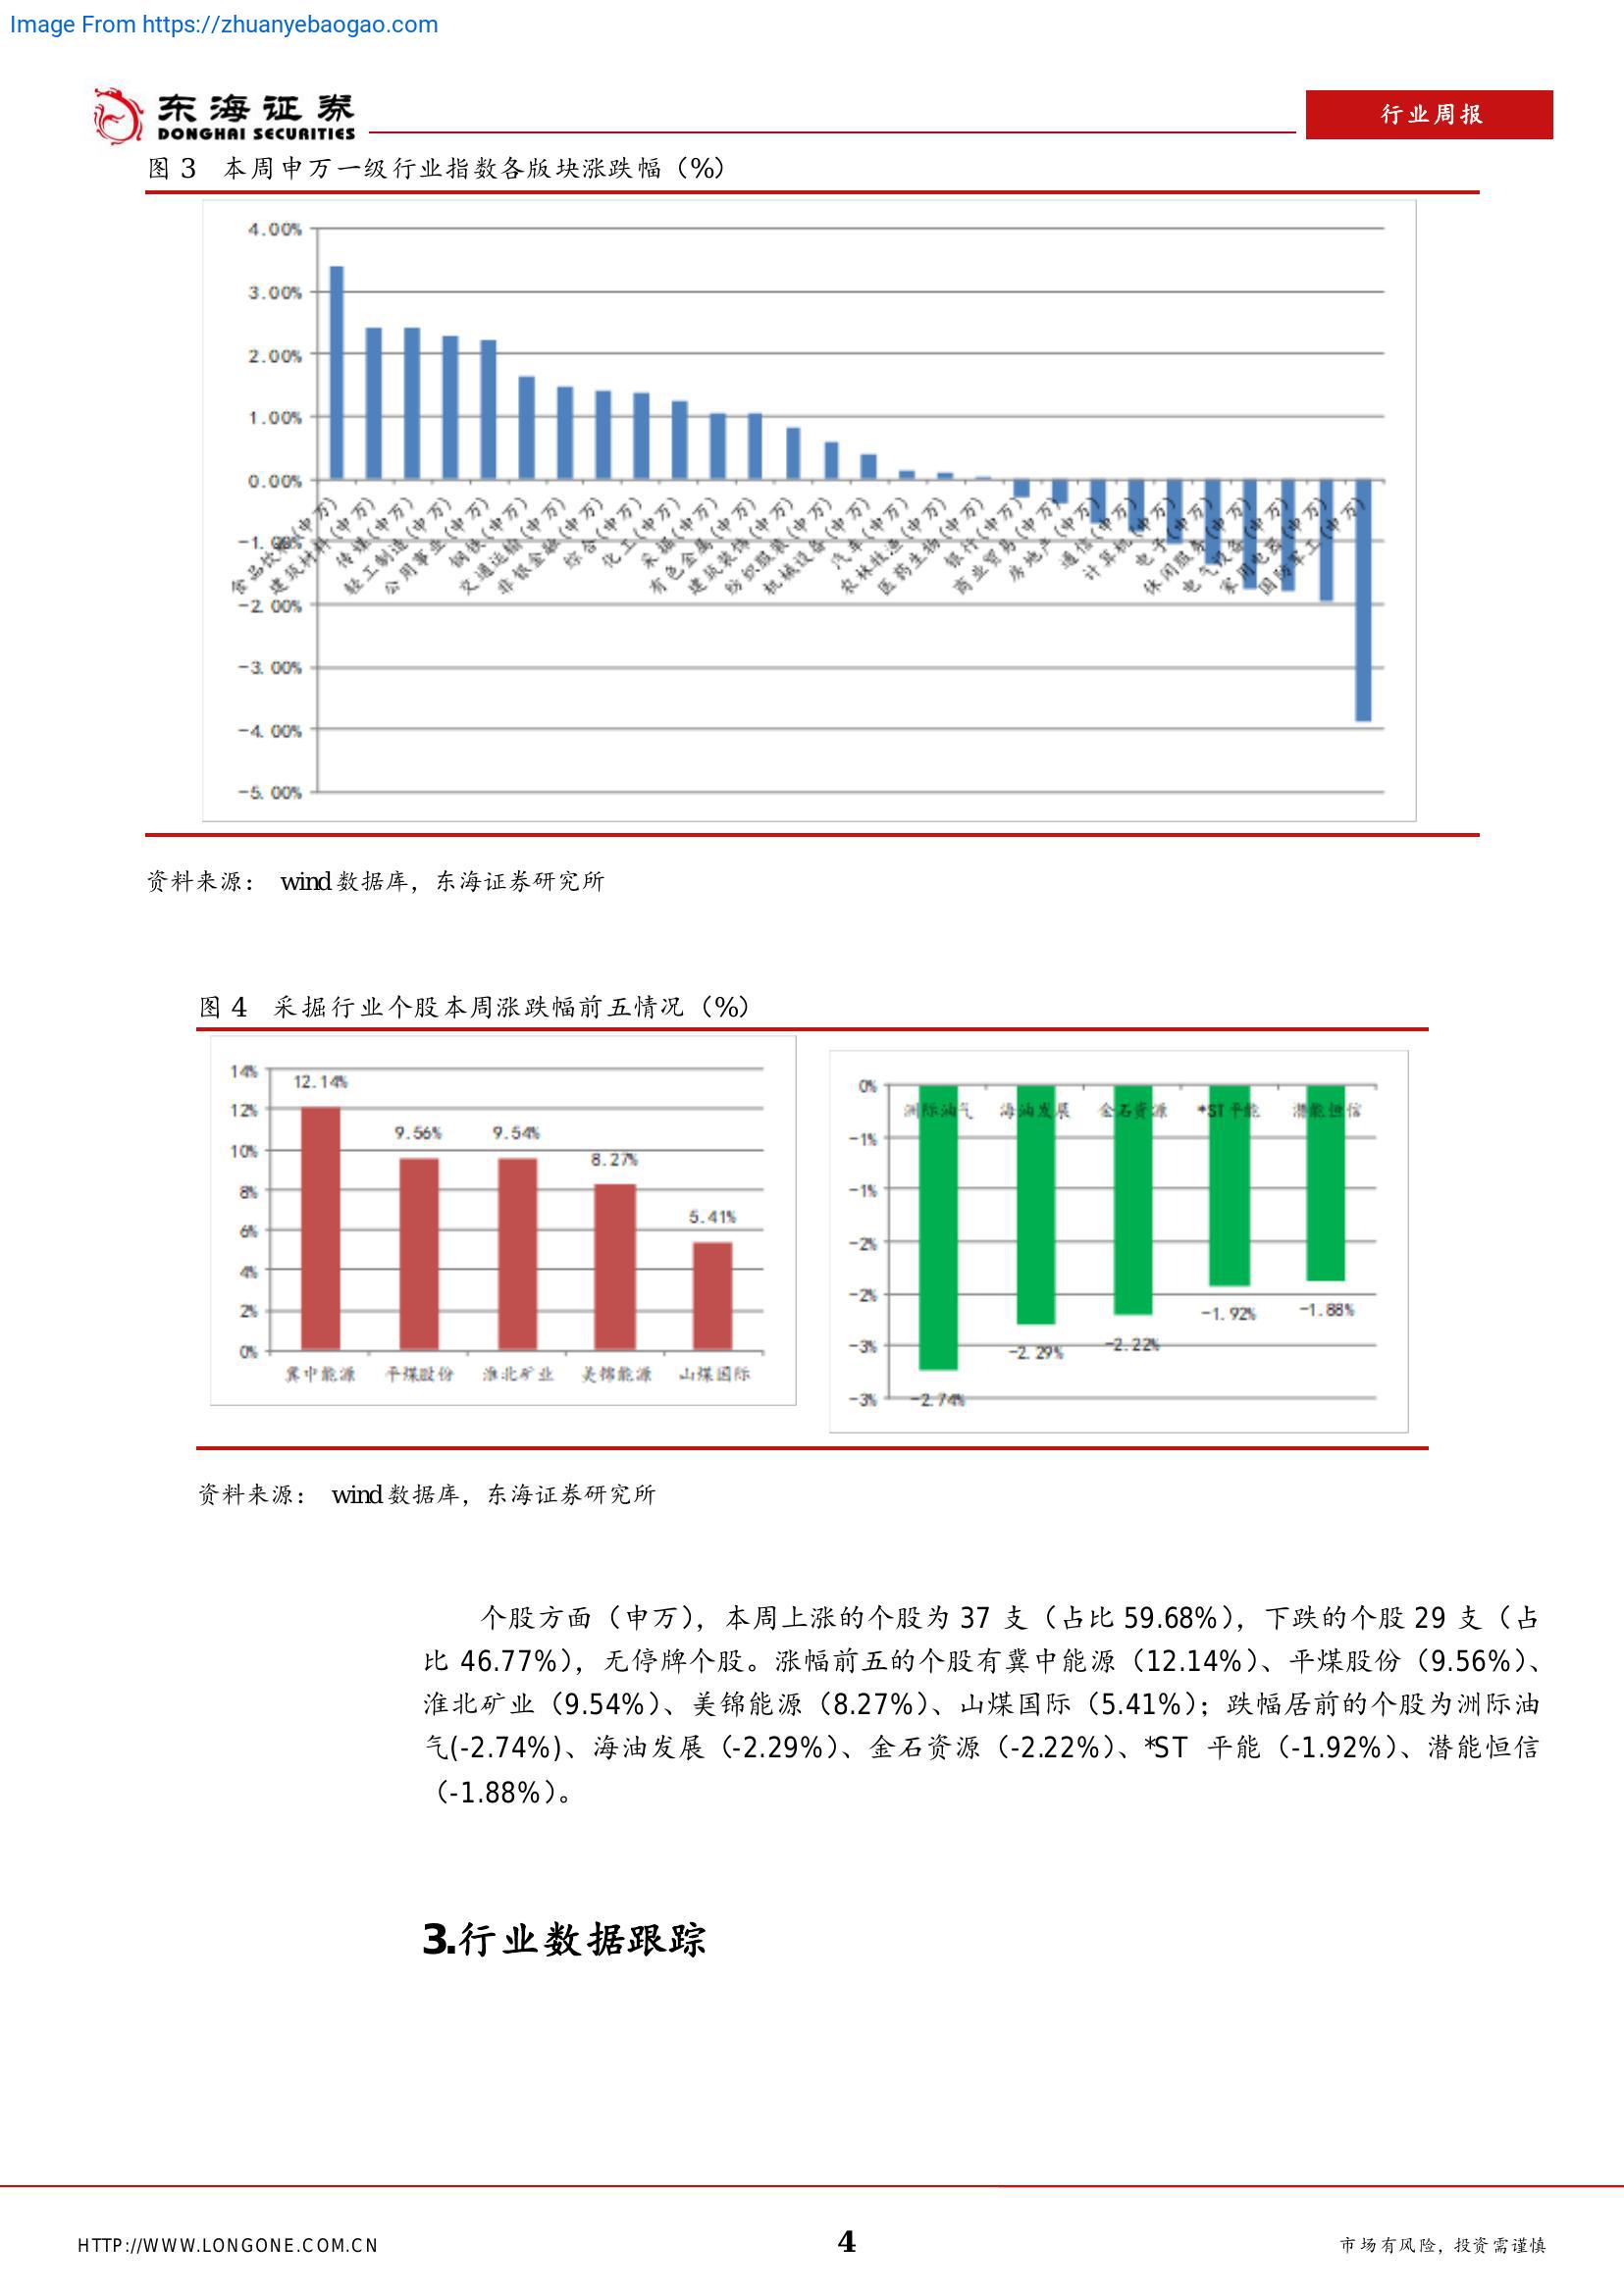 Image From https://zhuanyebaogao.com
东海证券
DONGHAI SECURITIES
行业周报
图 3 本周申万一级行业指数各版块涨跌幅（%）
4.00%
3.00%
2.00%
1.00%
0.00%
-2.00%
-3.00%
-4.00%
-5.00%
建筑材料(申万)
传媒(申万)
轻工制造(申万)
公用事业(申万)
钢铁(申万)
交通运输(申万)
非银金融(申万)
综合(申万)
化工(申万)
采掘(申万)
有色金属(申万)
建筑装饰(申万)
纺织服装(申万)
机械设备(申万)
汽车(申万)
农林牧渔(申万)
医药生物(申万)
银行(申万)
商业贸易(申万)
房地产(申万)
通信(申万)
计算机(申万)
电子(申万)
休闲服务(申万)
电气设备(申万)
家用电器(申万)
国防军工(申万)
资料来源： wind数据库，东海证券研究所
图 4 采掘行业个股本周涨跌幅前五情况（%）
14%
12%
10%
8%
6%
4%
2%
0%
12.14%
9.56%
9.54%
8.27%
5.41%
冀中能源 平煤股份 淮北矿业 美锦能源 山煤国际
0%
-1%
-1%
-2%
-2%
-3%
-3%
洲际油气 海油发展 金石资源 *ST平能 潜能恒信
-2.74%
-2.29%
-2.22%
-1.92%
-1.88%
资料来源： wind数据库，东海证券研究所
个股方面（申万），本周上涨的个股为 37 支（占比 59.68%），下跌的个股 29 支（占
比 46.77%），无停牌个股。涨幅前五的个股有冀中能源（12.14%）、平煤股份（9.56%）、
淮北矿业（9.54%）、美锦能源（8.27%）、山煤国际（5.41%）；跌幅居前的个股为洲际油
气(-2.74%)、海油发展（-2.29%）、金石资源（-2.22%）、*ST 平能（-1.92%）、潜能恒信
（-1.88%）。
3.行业数据跟踪
HTTP://WWW.LONGONE.COM.CN
4
市场有风险，投资需谨慎